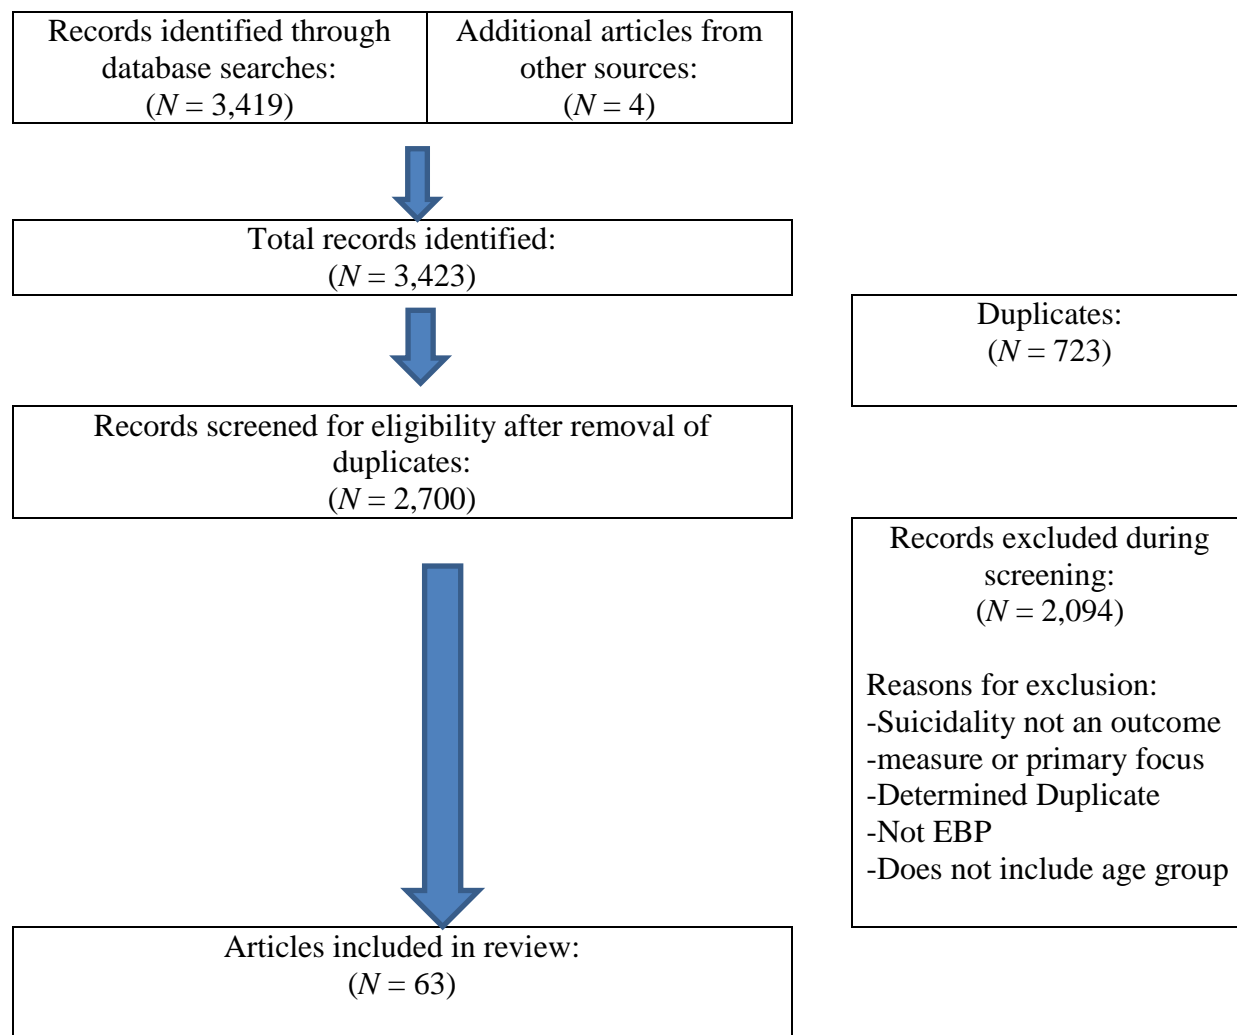 Records identified through
database searches:
(N = 3,419)
Additional articles from
other sources:
(N = 4)
Total records identified:
(N = 3,423)
Duplicates:
(N = 723)
Records screened for eligibility after removal of
duplicates:
(N = 2,700)
Records excluded during
screening:
(N = 2,094)
Reasons for exclusion:
-Suicidality not an outcome
-measure or primary focus
-Determined Duplicate
-Not EBP
-Does not include age group
Articles included in review:
(N = 63)